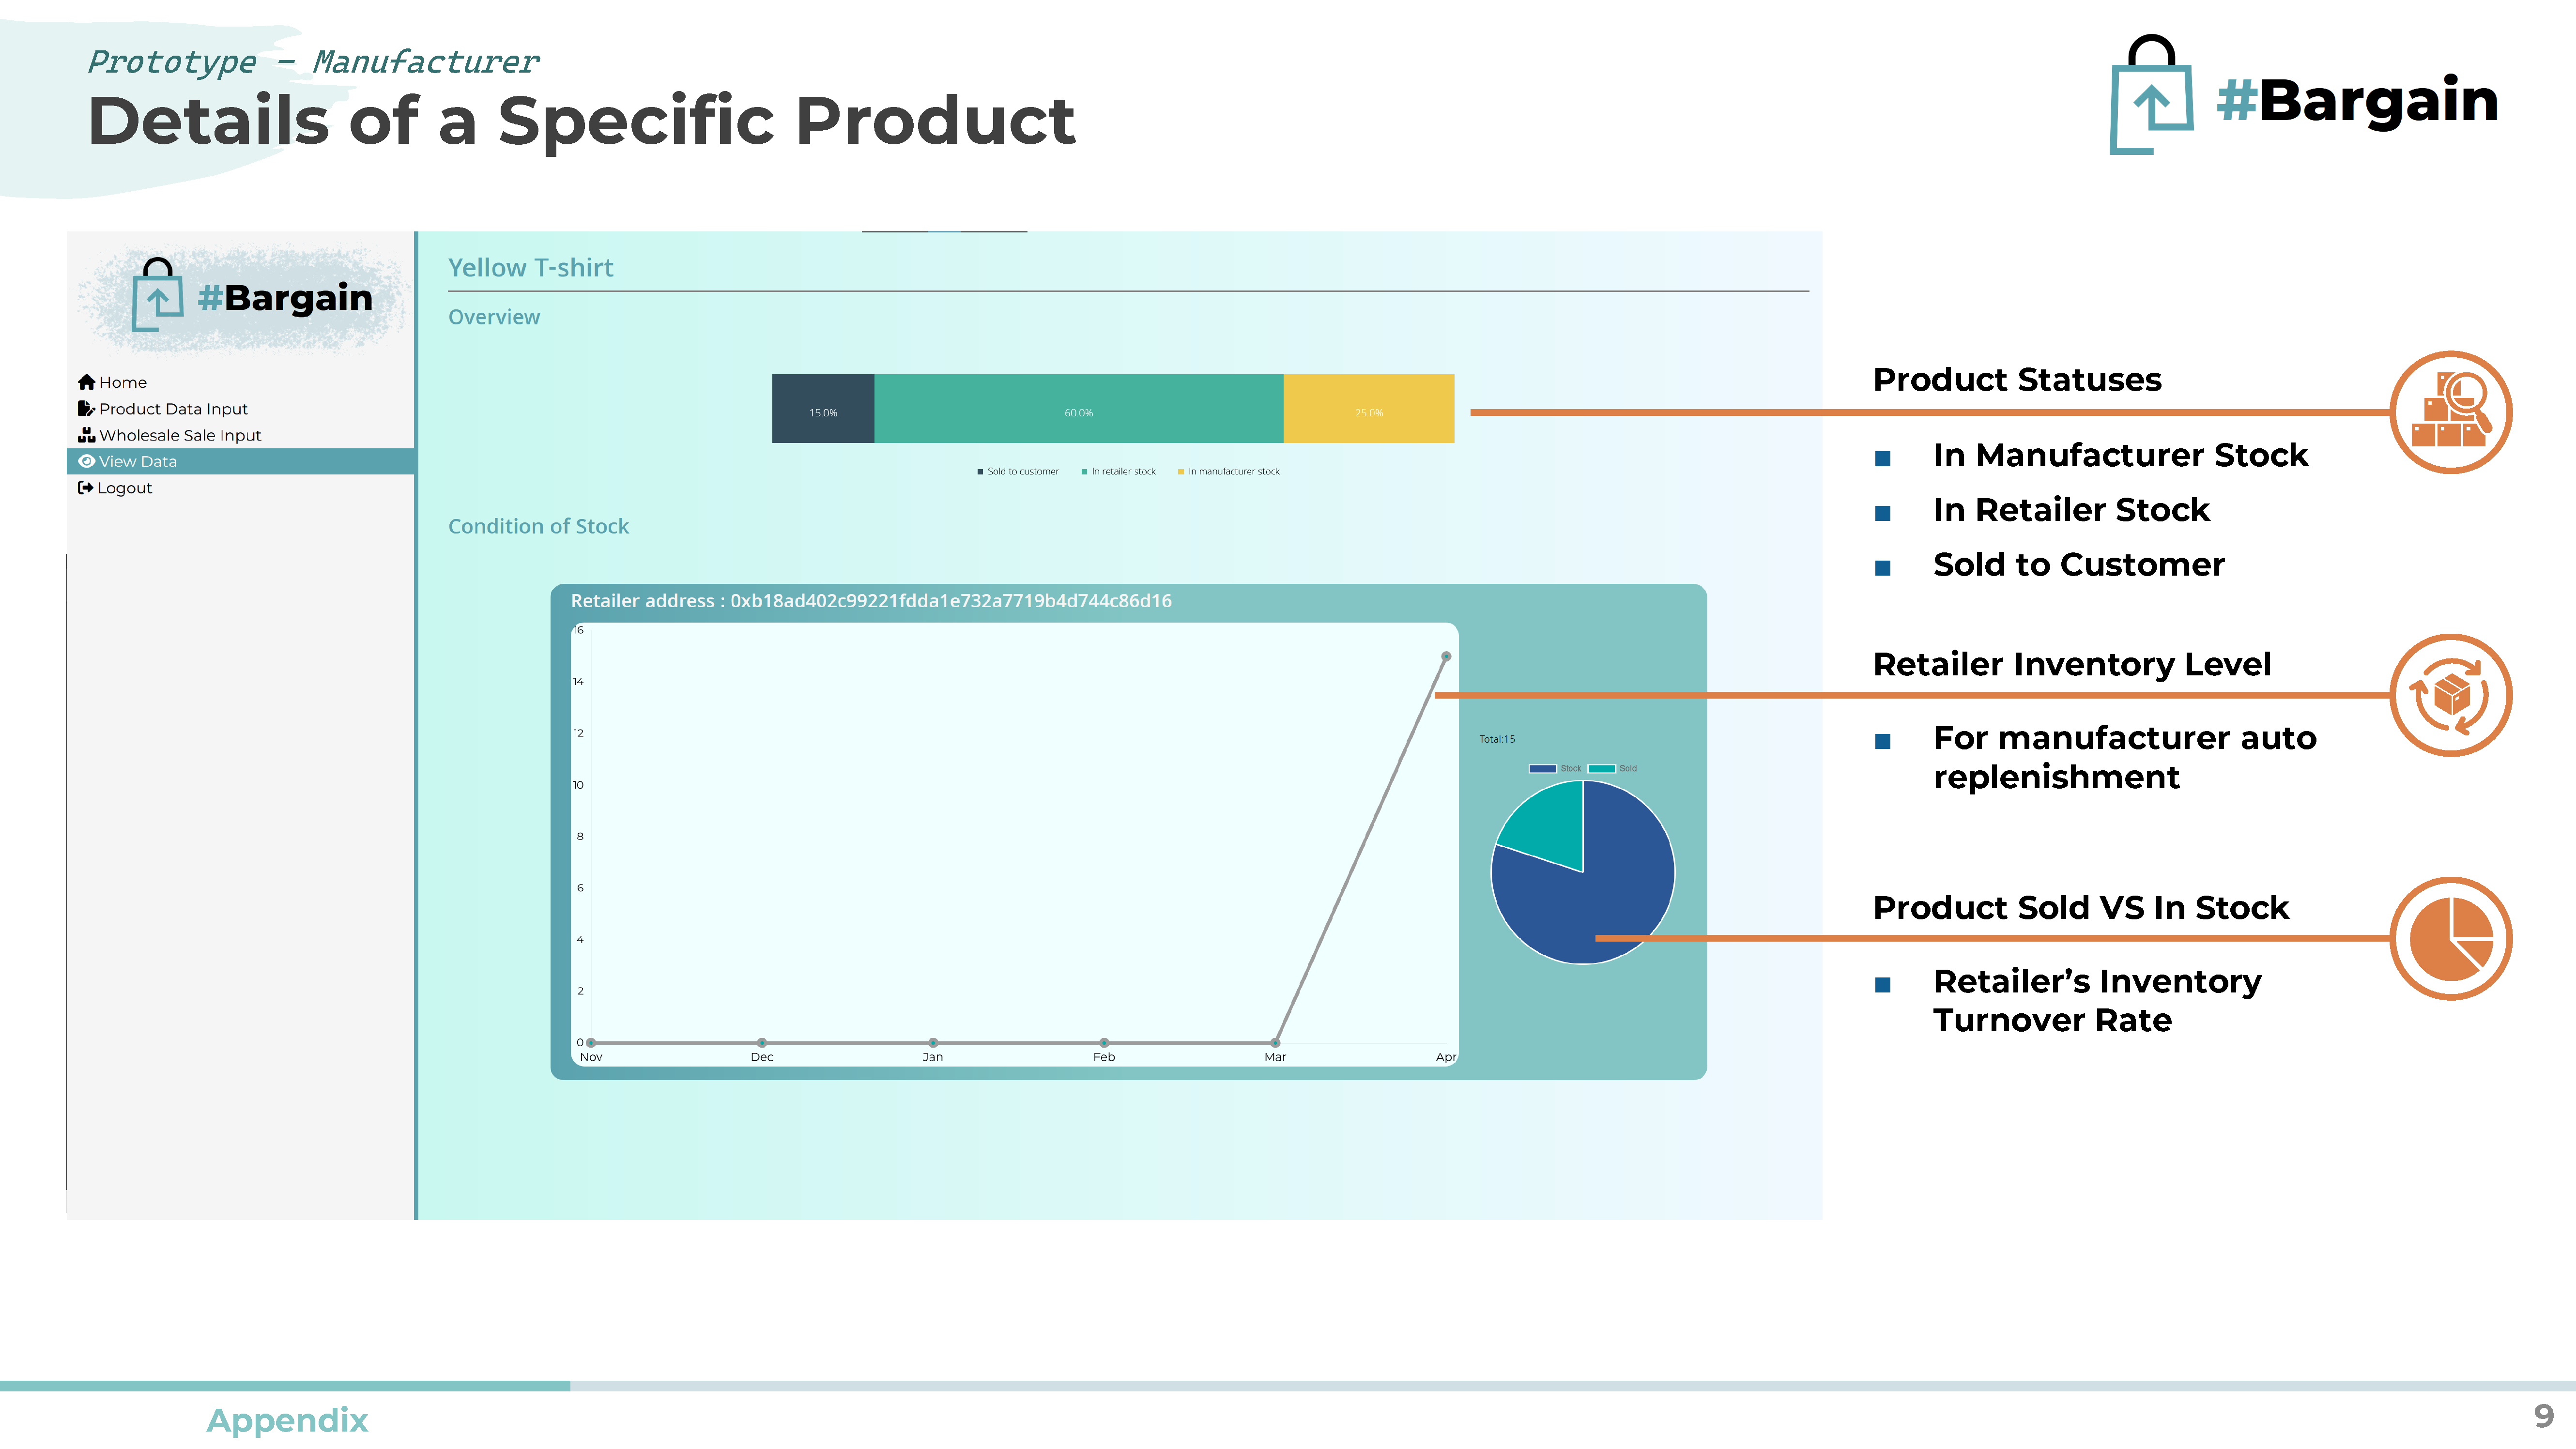 Prototype – Manufacturer
Details of a Specific Product
#Bargain
#Bargain
Home
Product Data Input
Wholesale Sale Input
View Data
Logout
Yellow T-shirt
Overview
15.0%
60.0%
25.0%
Sold to customer
In retailer stock
In manufacturer stock
Condition of Stock
Retailer address : 0xb18ad402c99221fdda1e732a7719b4d744c86d16
16
14
12
10
8
6
4
2
0
Nov
Dec
Jan
Feb
Mar
Apr
Total:15
Stock
Sold
Product Statuses
In Manufacturer Stock
In Retailer Stock
Sold to Customer
Retailer Inventory Level
For manufacturer auto
replenishment
Product Sold VS In Stock
Retailer’s Inventory
Turnover Rate
Appendix
9